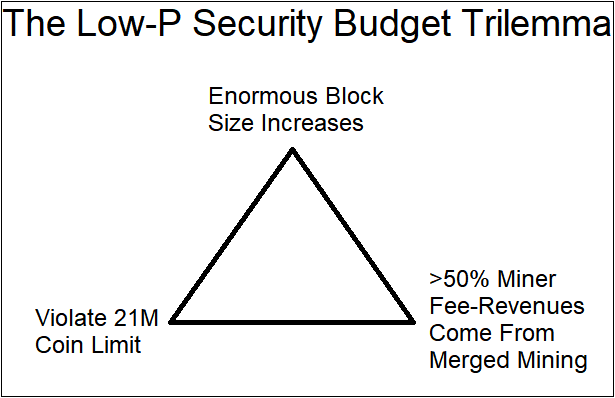 The Low-P Security Budget Trilemma
Enormous Block
Size Increases
>50% Miner
Fee-Revenues
Come From
Merged Mining
Violate 21M
Coin Limit